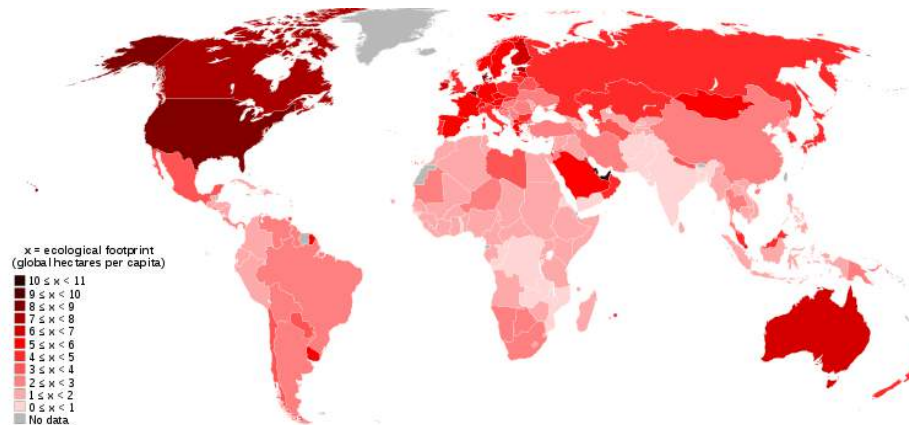 x = ecological footprint
(global hectares per capita)
10 ≤ x < 11
9 ≤ x < 10
8 ≤ x < 9
7 ≤ x < 8
6 ≤ x < 7
5 ≤ x < 6
4 ≤ x < 5
3 ≤ x < 4
2 ≤ x < 3
1 ≤ x < 2
0 ≤ x < 1
No data